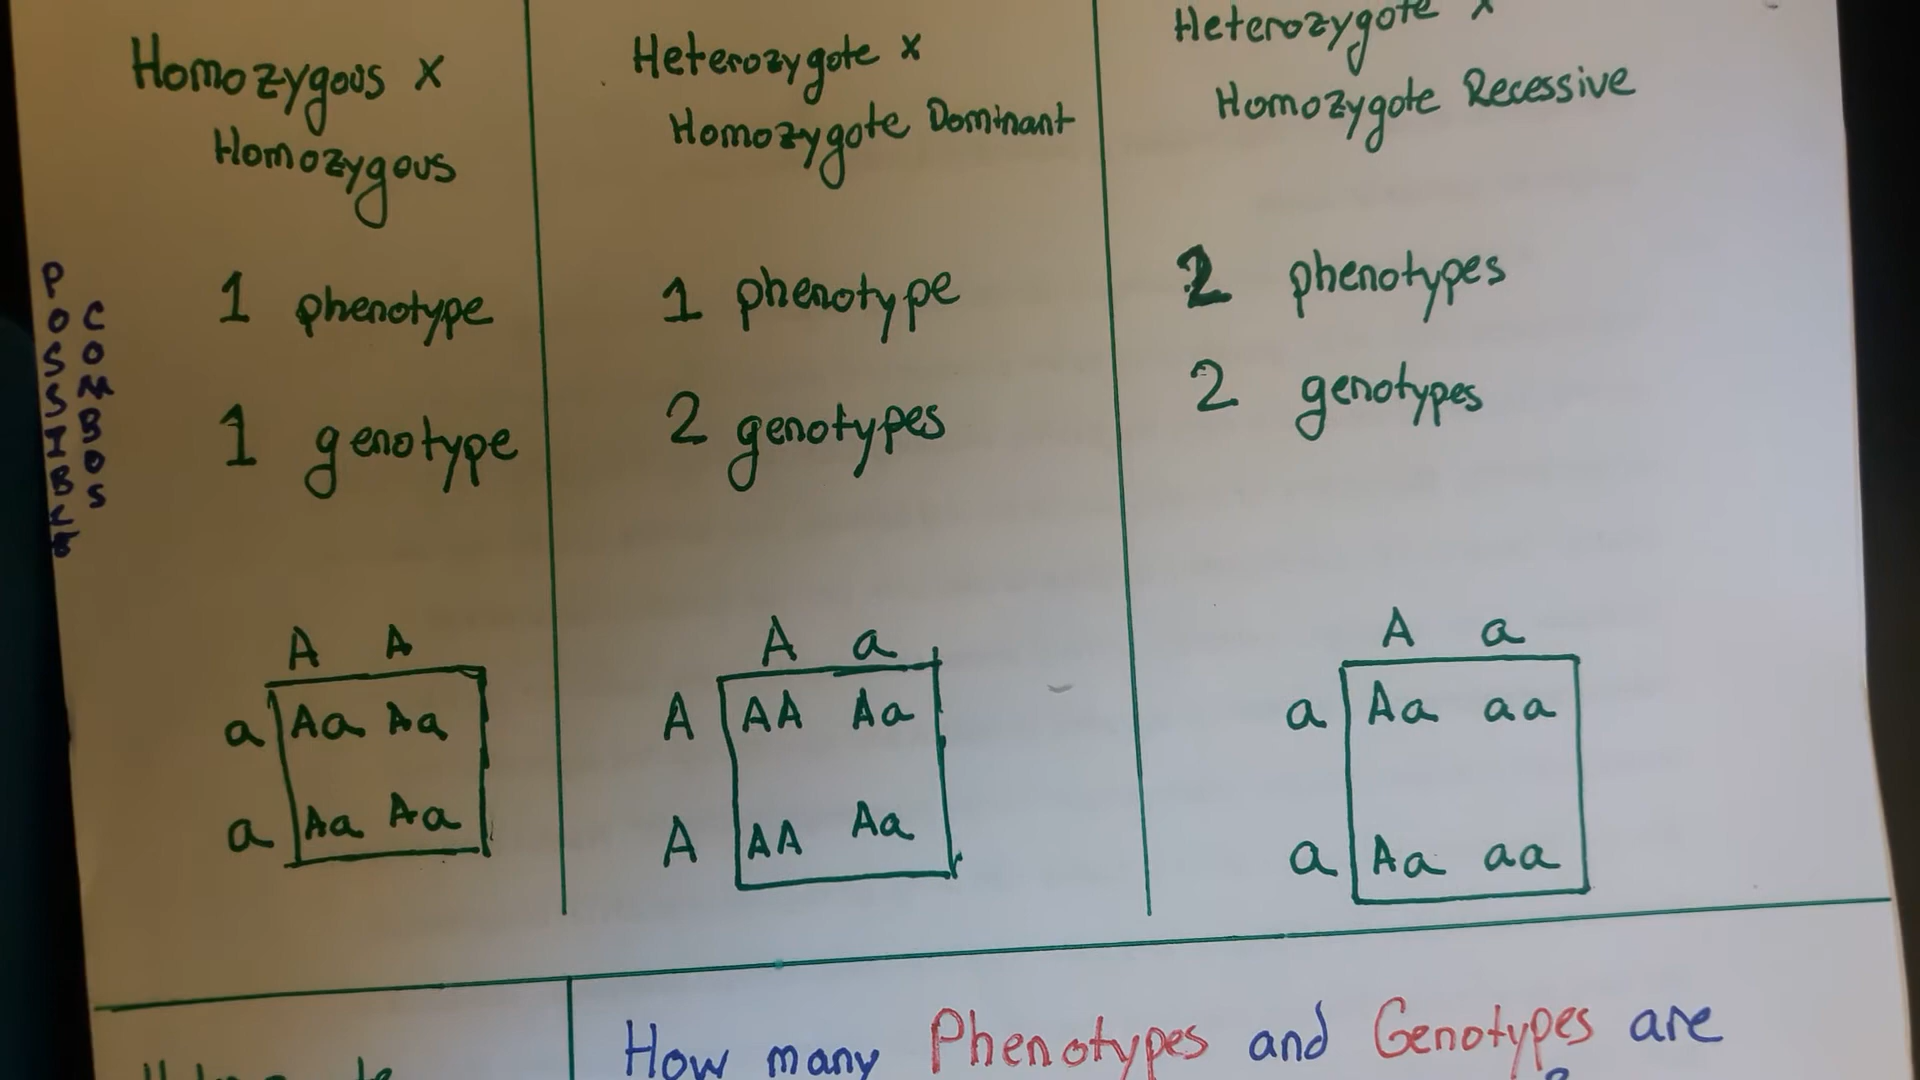 Homozygous x
Homozygous
1 phenotype
1 genotype
A A
a Aa Aa
a Aa Aa
Heterozygote x
Homozygote Dominant
1 phenotype
2 genotypes
A a
A AA Aa
A AA Aa
Heterozygote x
Homozygote Recessive
2 phenotypes
2 genotypes
A a
a Aa aa
a Aa aa
POSSIBLE
COMBOS
How many Phenotypes and Genotypes are